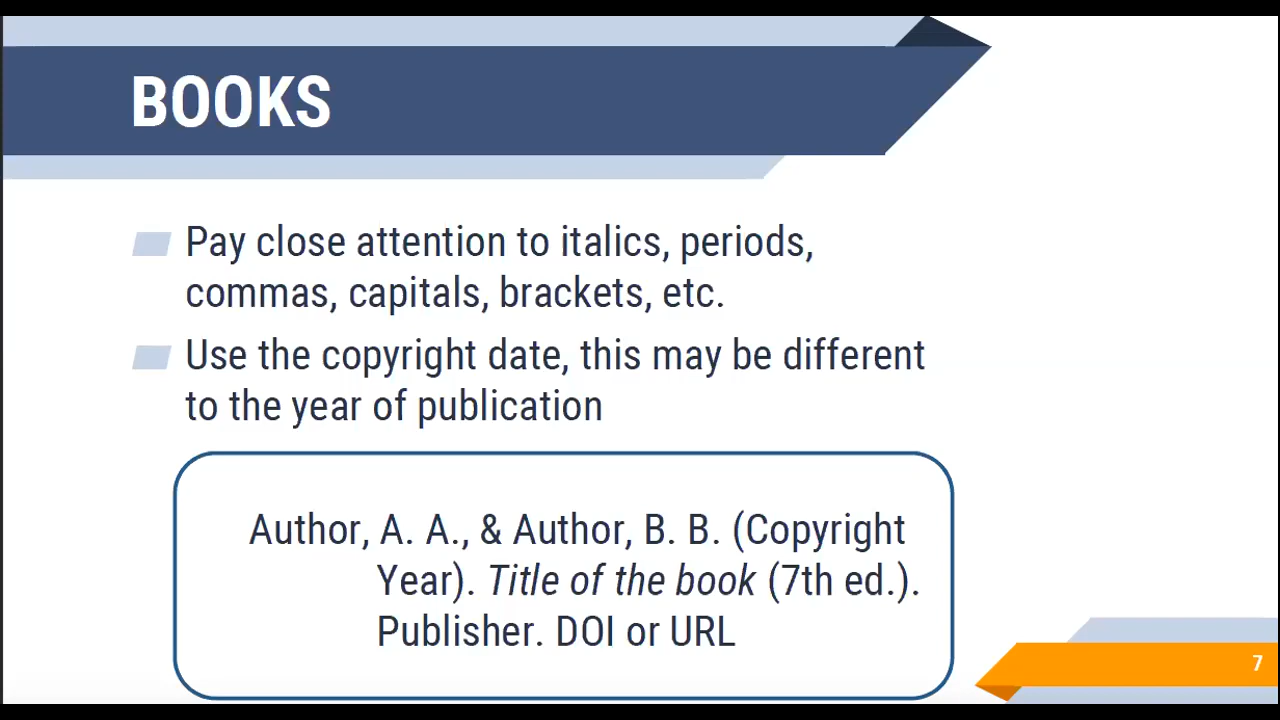 BOOKS
Pay close attention to italics, periods,
commas, capitals, brackets, etc.
Use the copyright date, this may be different
to the year of publication
Author, A. A., & Author, B. B. (Copyright
Year). Title of the book (7th ed.).
Publisher. DOI or URL
7